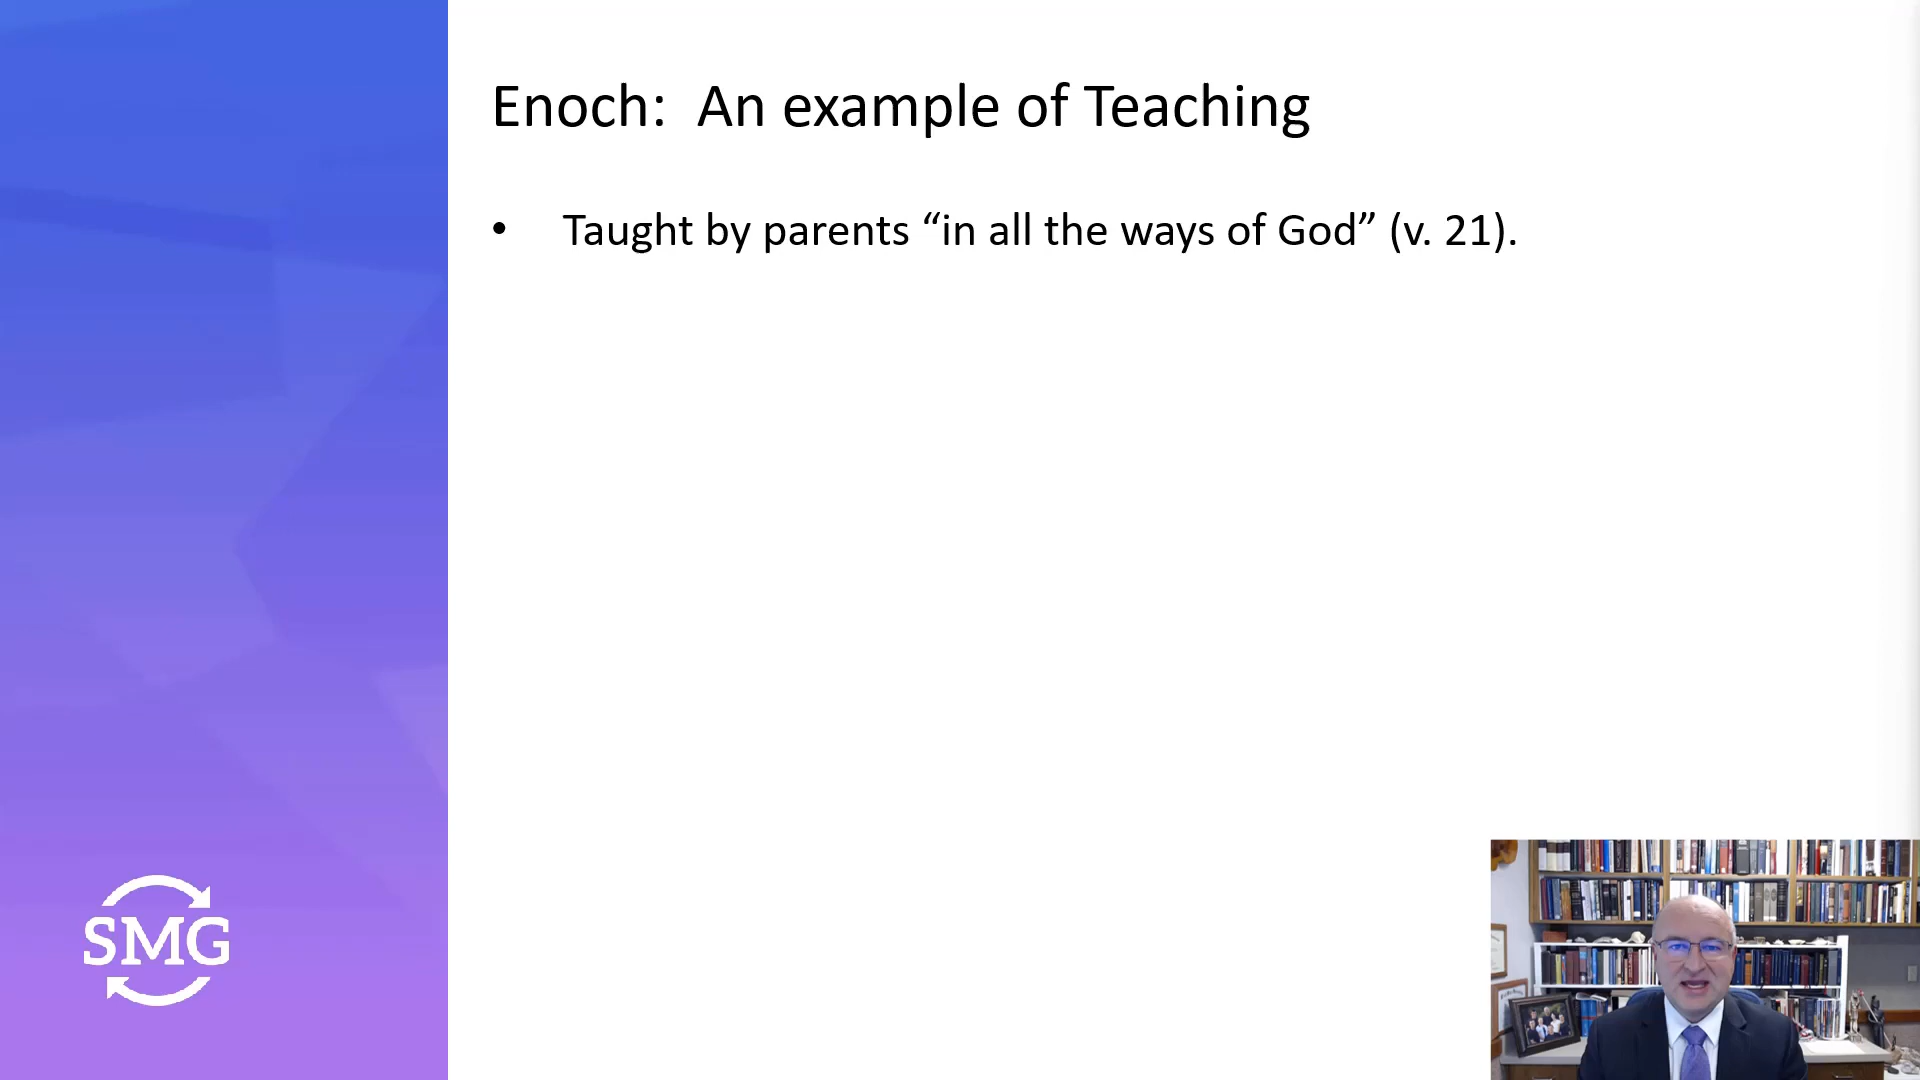 Enoch:  An example of Teaching
• Taught by parents “in all the ways of God” (v. 21).
SMG